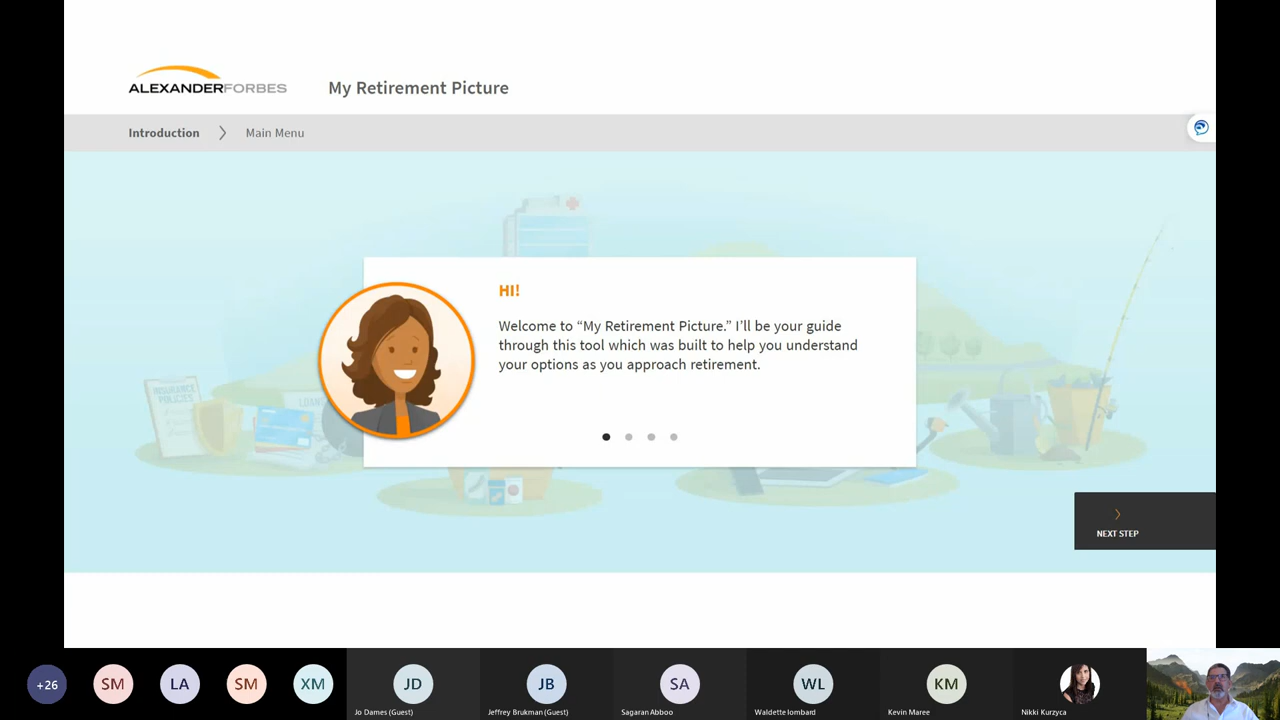 ALEXANDERFORBES
My Retirement Picture
Introduction
Main Menu
HI!
Welcome to “My Retirement Picture.” I’ll be your guide
through this tool which was built to help you understand
your options as you approach retirement.
INSURANCE
POLICIES
LOAN
NEXT STEP
+26
SM
LA
SM
XM
JD
JB
SA
WL
KM
Jo Dames (Guest)
Jeffrey Brukman (Guest)
Sagaran Abboo
Waldette lombard
Kevin Maree
Nikki Kurzyca